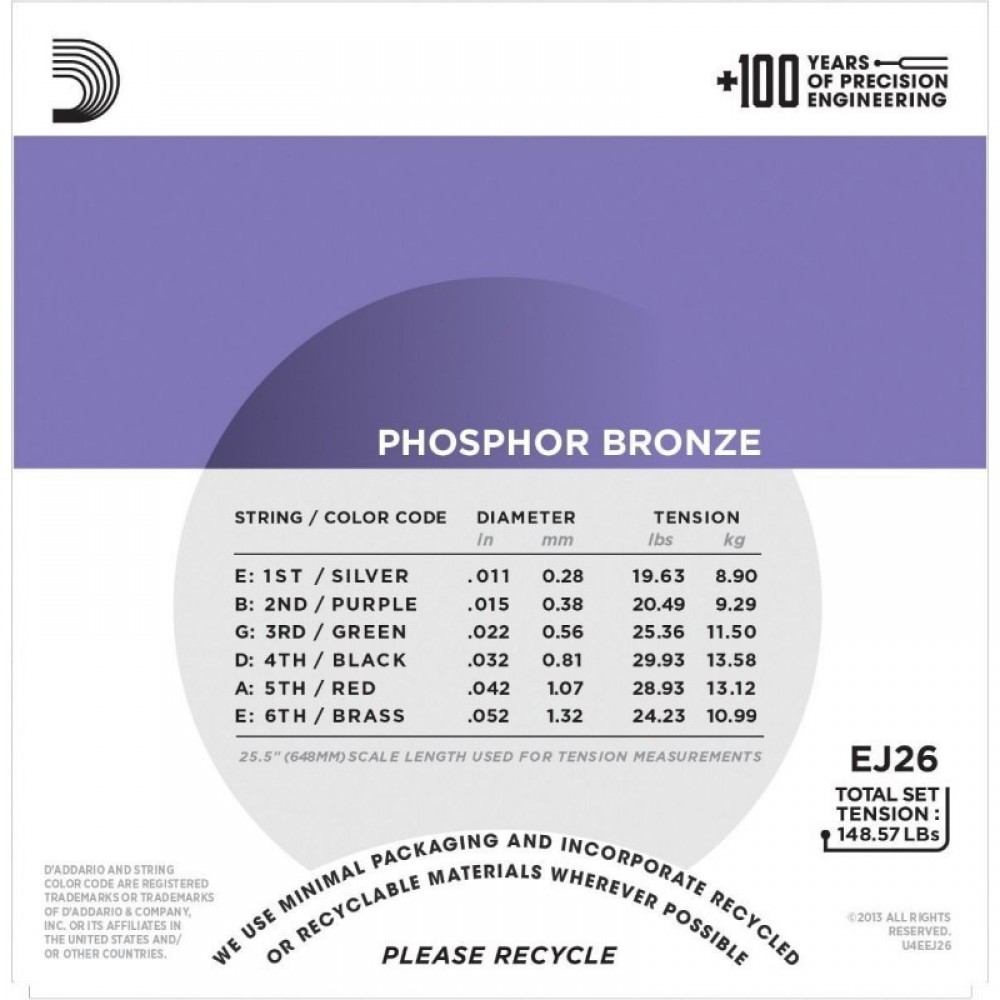 +100 YEARS
OF PRECISION
ENGINEERING
PHOSPHOR BRONZE
STRING / COLOR CODE DIAMETER TENSION
in mm lbs kg
E: 1ST / SILVER .011 0.28 19.63 8.90
B: 2ND / PURPLE .015 0.38 20.49 9.29
G: 3RD / GREEN .022 0.56 25.36 11.50
D: 4TH / BLACK .032 0.81 29.93 13.58
A: 5TH / RED .042 1.07 28.93 13.12
E: 6TH / BRASS .052 1.32 24.23 10.99
25.5" (648MM) SCALE LENGTH USED FOR TENSION MEASUREMENTS
EJ26
TOTAL SET
TENSION :
148.57 LBs
WE USE MINIMAL PACKAGING AND INCORPORATE RECYCLED
OR RECYCLABLE MATERIALS WHEREVER POSSIBLE
PLEASE RECYCLE
D'ADDARIO AND STRING
COLOR CODE ARE REGISTERED
TRADEMARKS OR TRADEMARKS
OF D'ADDARIO & COMPANY,
INC. OR ITS AFFILIATES IN
THE UNITED STATES AND/
OR OTHER COUNTRIES.
©2013 ALL RIGHTS
RESERVED.
U4EEJ26